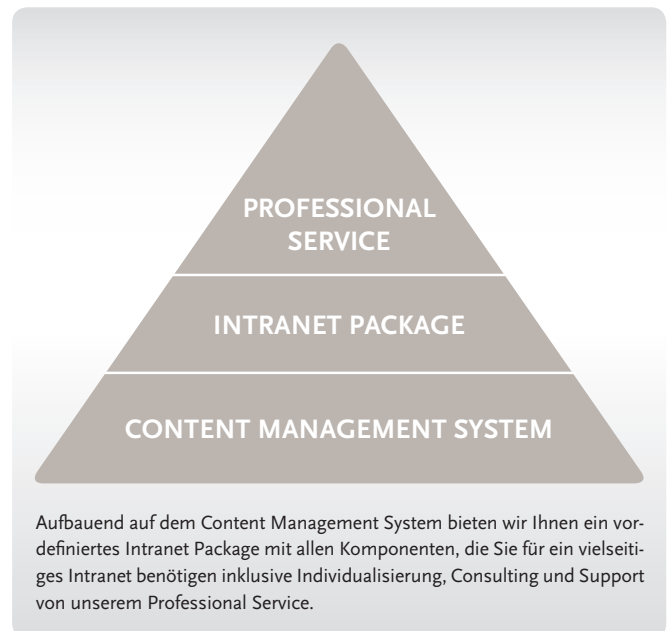 PROFESSIONAL
SERVICE
INTRANET PACKAGE
CONTENT MANAGEMENT SYSTEM
Aufbauend auf dem Content Management System bieten wir Ihnen ein vor-
definiertes Intranet Package mit allen Komponenten, die Sie für ein vielseiti-
ges Intranet benötigen inklusive Individualisierung, Consulting und Support
von unserem Professional Service.